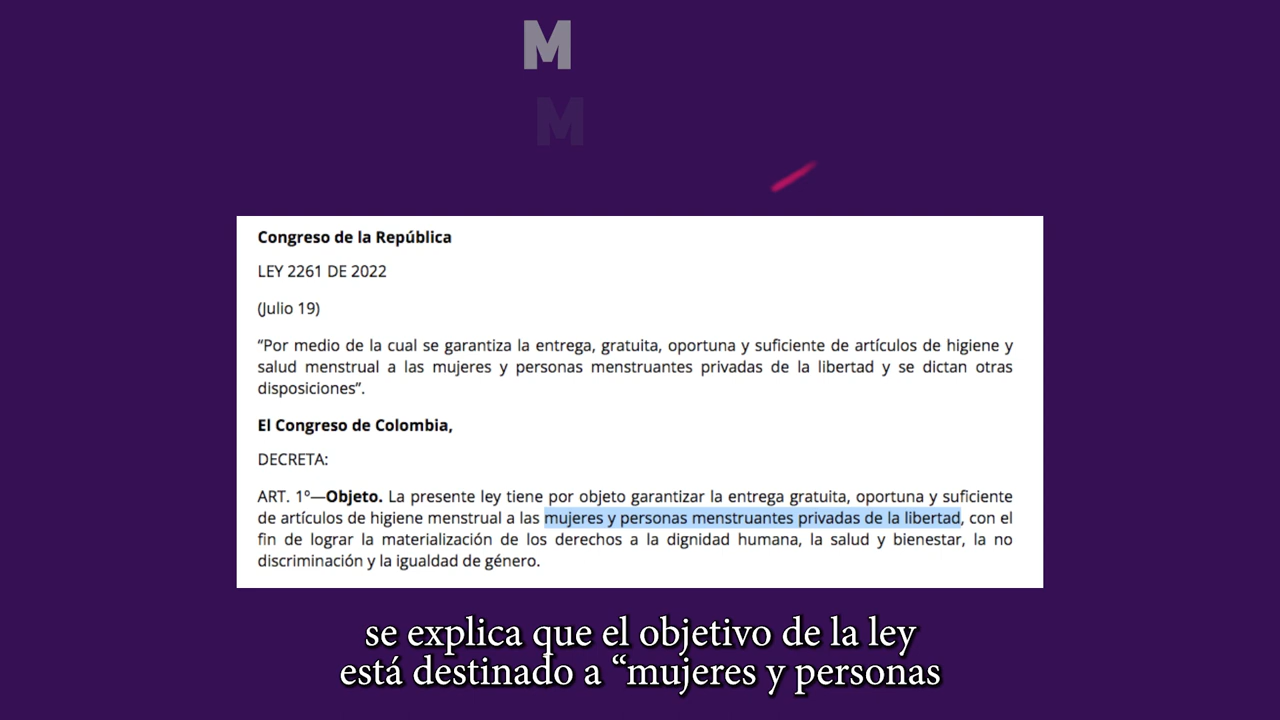 M
M
Congreso de la República
LEY 2261 DE 2022
(Julio 19)
“Por medio de la cual se garantiza la entrega, gratuita, oportuna y suficiente de artículos de higiene y
salud menstrual a las mujeres y personas menstruantes privadas de la libertad y se dictan otras
disposiciones”.
El Congreso de Colombia,
DECRETA:
ART. 1º—Objeto. La presente ley tiene por objeto garantizar la entrega gratuita, oportuna y suficiente
de artículos de higiene menstrual a las mujeres y personas menstruantes privadas de la libertad, con el
fin de lograr la materialización de los derechos a la dignidad humana, la salud y bienestar, la no
discriminación y la igualdad de género.
se explica que el objetivo de la ley
está destinado a “mujeres y personas